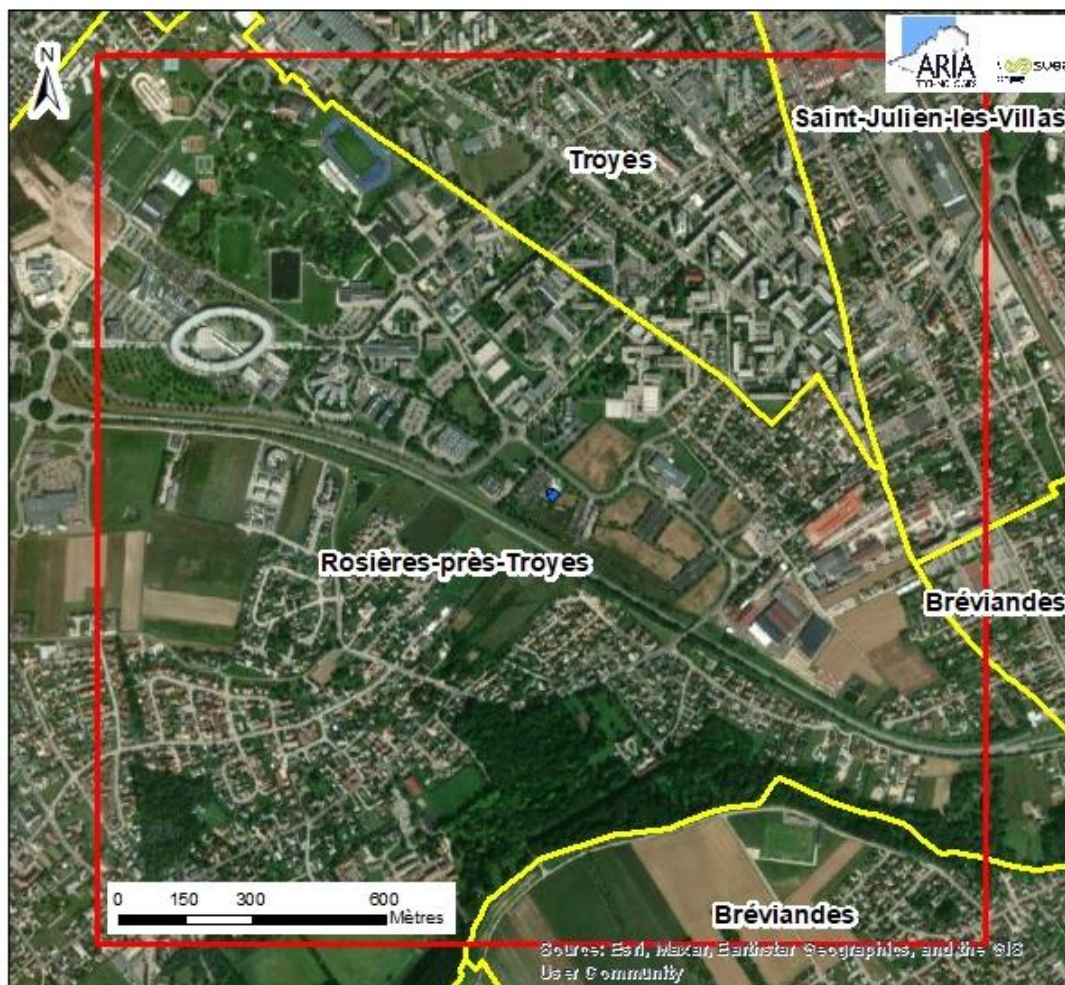 N
ARIA
TECHNOLOGIES
Saint-Julien-les-Villas
Troyes
Rosières-près-Troyes
Bréviandes
0 150 300 600
Mètres
Bréviandes
Source: Esri, Maxar, Earthstar Geographics, and the GIS
User Community